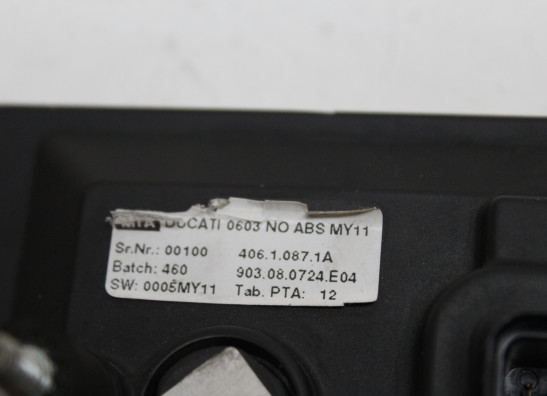 MTA DUCATI 0603 NO ABS MY11
Sr.Nr.: 00100 406.1.087.1A
Batch: 460 903.08.0724.E04
SW: 0005MY11 Tab. PTA: 12